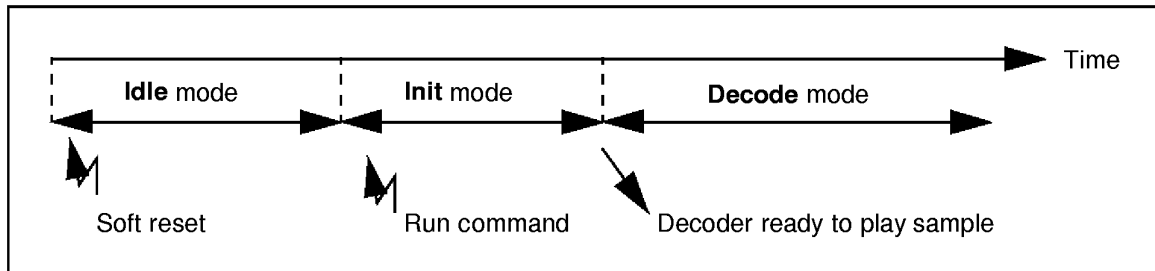 Time
Idle mode
Init mode
Decode mode
Soft reset
Run command
Decoder ready to play sample